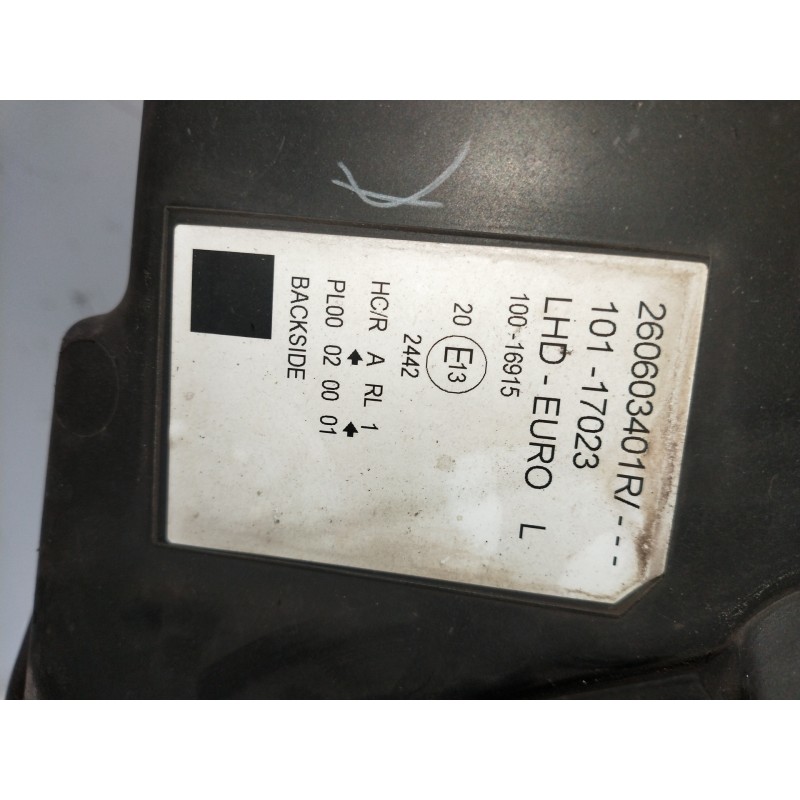 260603401R/---
101 -17023
LHD - EURO L
100 -16915
20 E13
2442
HC/R A RL 1
PL00 02 00 01
BACKSIDE